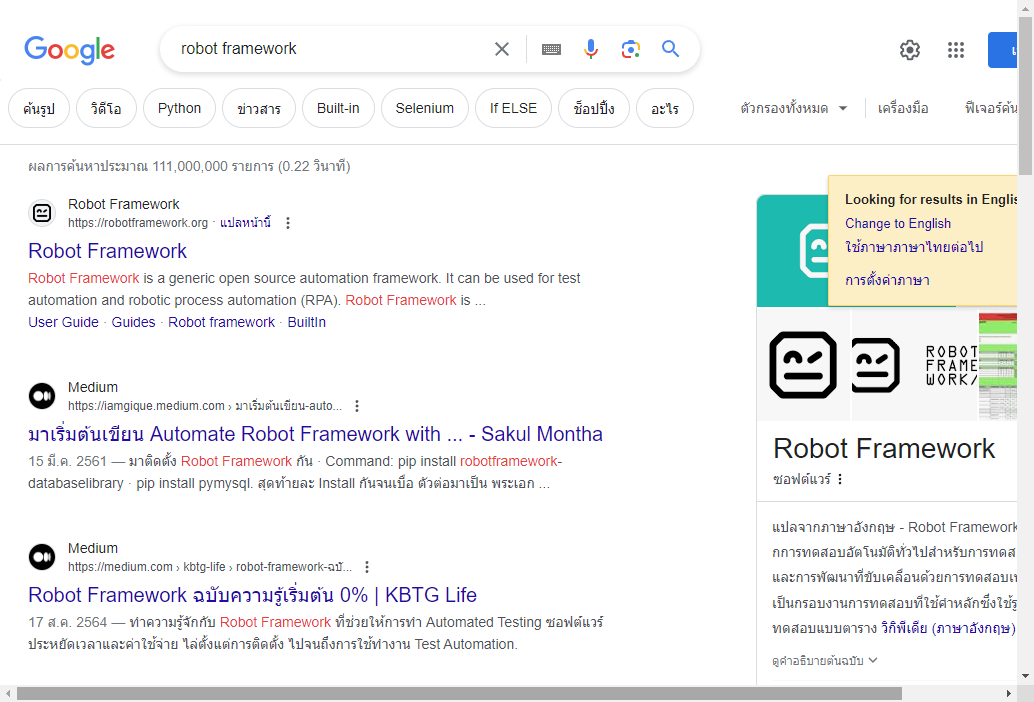 Google
robot framework
เ
ค้นรูป
วิดีโอ
Python
ข่าวสาร
Built-in
Selenium
If ELSE
ช็อปปิ้ง
อะไร
ตัวกรองทั้งหมด
เครื่องมือ
ฟีเจอร์ค้น
ผลการค้นหาประมาณ 111,000,000 รายการ (0.22 วินาที)
Robot Framework
https://robotframework.org · แปลหน้านี้
Robot Framework
Robot Framework is a generic open source automation framework. It can be used for test
automation and robotic process automation (RPA). Robot Framework is ...
User Guide · Guides · Robot framework · BuiltIn
Medium
https://iamgique.medium.com › มาเริ่มต้นเขียน-auto...
มาเริ่มต้นเขียน Automate Robot Framework with ... - Sakul Montha
15 มี.ค. 2561 — มาติดตั้ง Robot Framework กัน · Command: pip install robotframework-
databaselibrary · pip install pymysql. สุดท้ายละ Install กันจนเบื่อ ตัวต่อมาเป็น พระเอก ...
Medium
https://medium.com › kbtg-life › robot-framework-ฉบั...
Robot Framework ฉบับความรู้เริ่มต้น 0% | KBTG Life
17 ส.ค. 2564 — ทำความรู้จักกับ Robot Framework ที่ช่วยให้การทำ Automated Testing ซอฟต์แวร์
ประหยัดเวลาและค่าใช้จ่าย ไล่ตั้งแต่การติดตั้ง ไปจนถึงการใช้ทำงาน Test Automation.
Looking for results in Englis
Change to English
ใช้ภาษาภาษาไทยต่อไป
การตั้งค่าภาษา
ROBOT
FRAME
WORK/
Robot Framework
ซอฟต์แวร์
แปลจากภาษาอังกฤษ - Robot Framework
กการทดสอบอัตโนมัติทั่วไปสำหรับการทดส
และการพัฒนาที่ขับเคลื่อนด้วยการทดสอบเ
เป็นกรอบงานการทดสอบที่ใช้คำหลักซึ่งใช้รู
ทดสอบแบบตาราง วิกิพีเดีย (ภาษาอังกฤษ)
ดูคำอธิบายต้นฉบับ